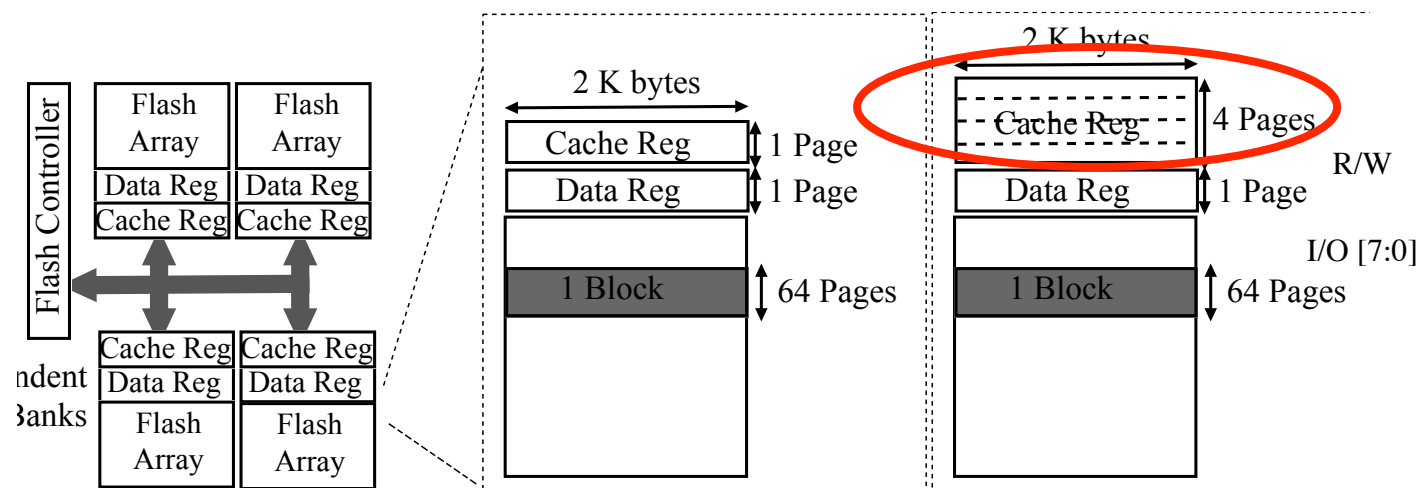 Flash Controller
Flash
Array
Flash
Array
Data Reg
Data Reg
Cache Reg
Cache Reg
Cache Reg
Cache Reg
Data Reg
Data Reg
Flash
Array
Flash
Array
2 K bytes
Cache Reg
1 Page
Data Reg
1 Page
1 Block
64 Pages
2 K bytes
Cache Reg
4 Pages
Data Reg
1 Page
1 Block
64 Pages
R/W
I/O [7:0]